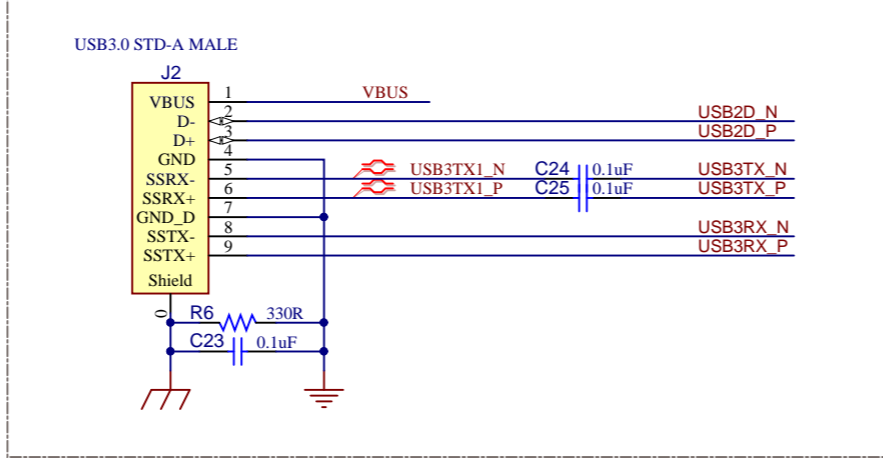 USB3.0 STD-A MALE
J2
VBUS 1 VBUS
D- 2 USB2D_N
D+ 3 USB2D_P
GND 4
SSRX- 5 USB3TX1_N C24 0.1uF USB3TX_N
SSRX+ 6 USB3TX1_P C25 0.1uF USB3TX_P
GND_D 7
SSTX- 8 USB3RX_N
SSTX+ 9 USB3RX_P
Shield
0
R6 330R
C23 0.1uF